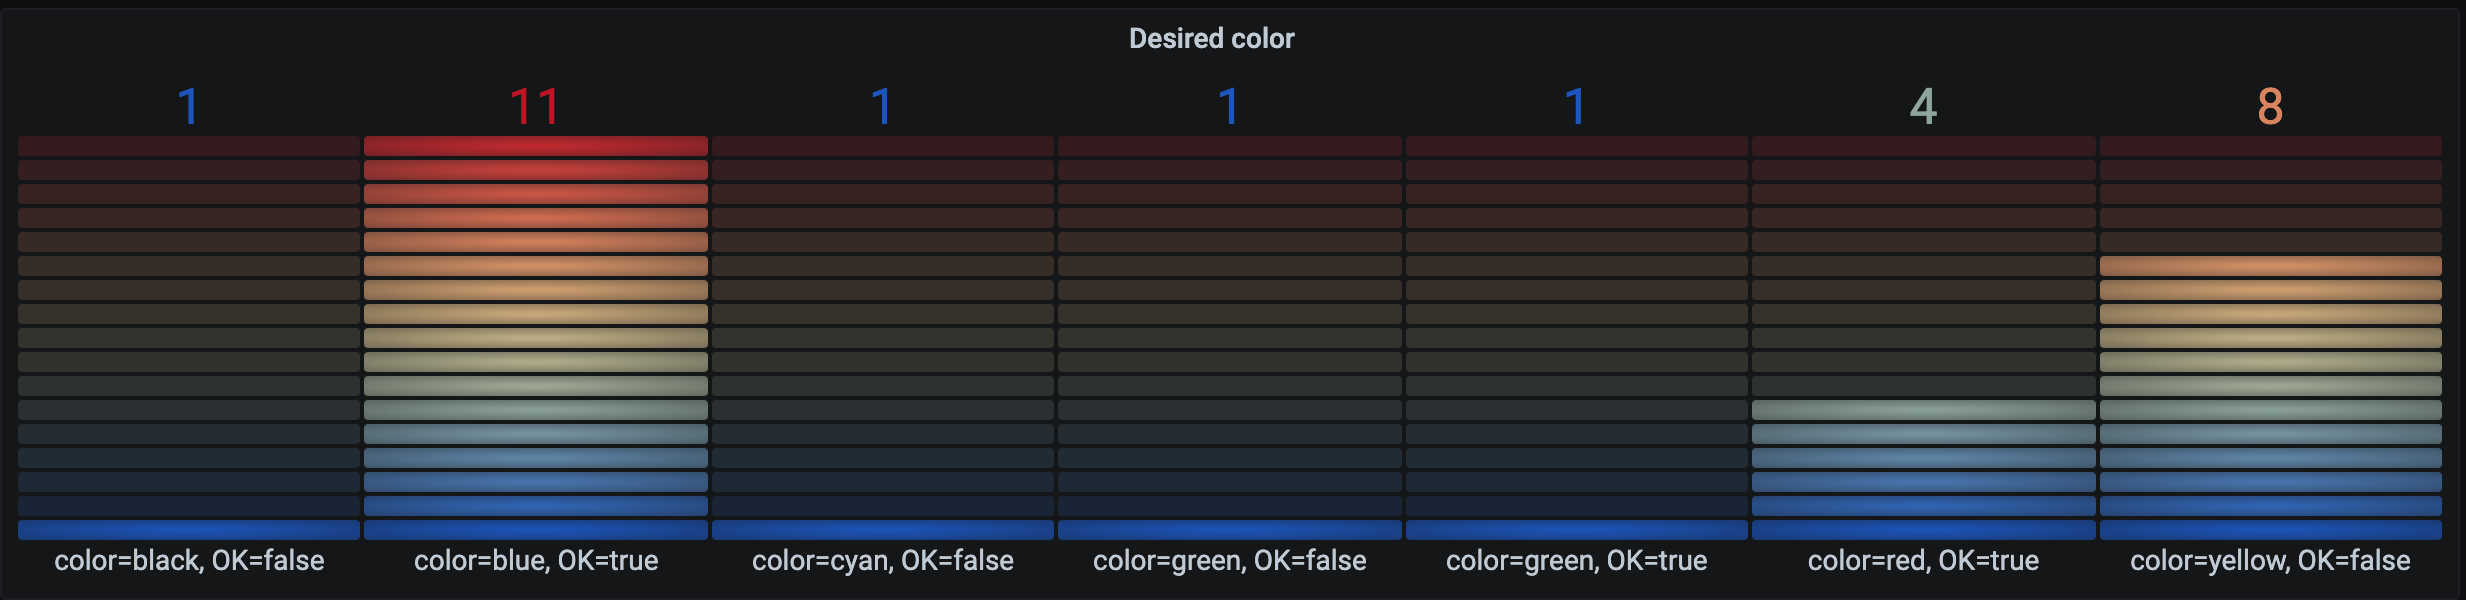 Desired color
1 11 1 1 1 4 8
color=black, OK=false color=blue, OK=true color=cyan, OK=false color=green, OK=false color=green, OK=true color=red, OK=true color=yellow, OK=false